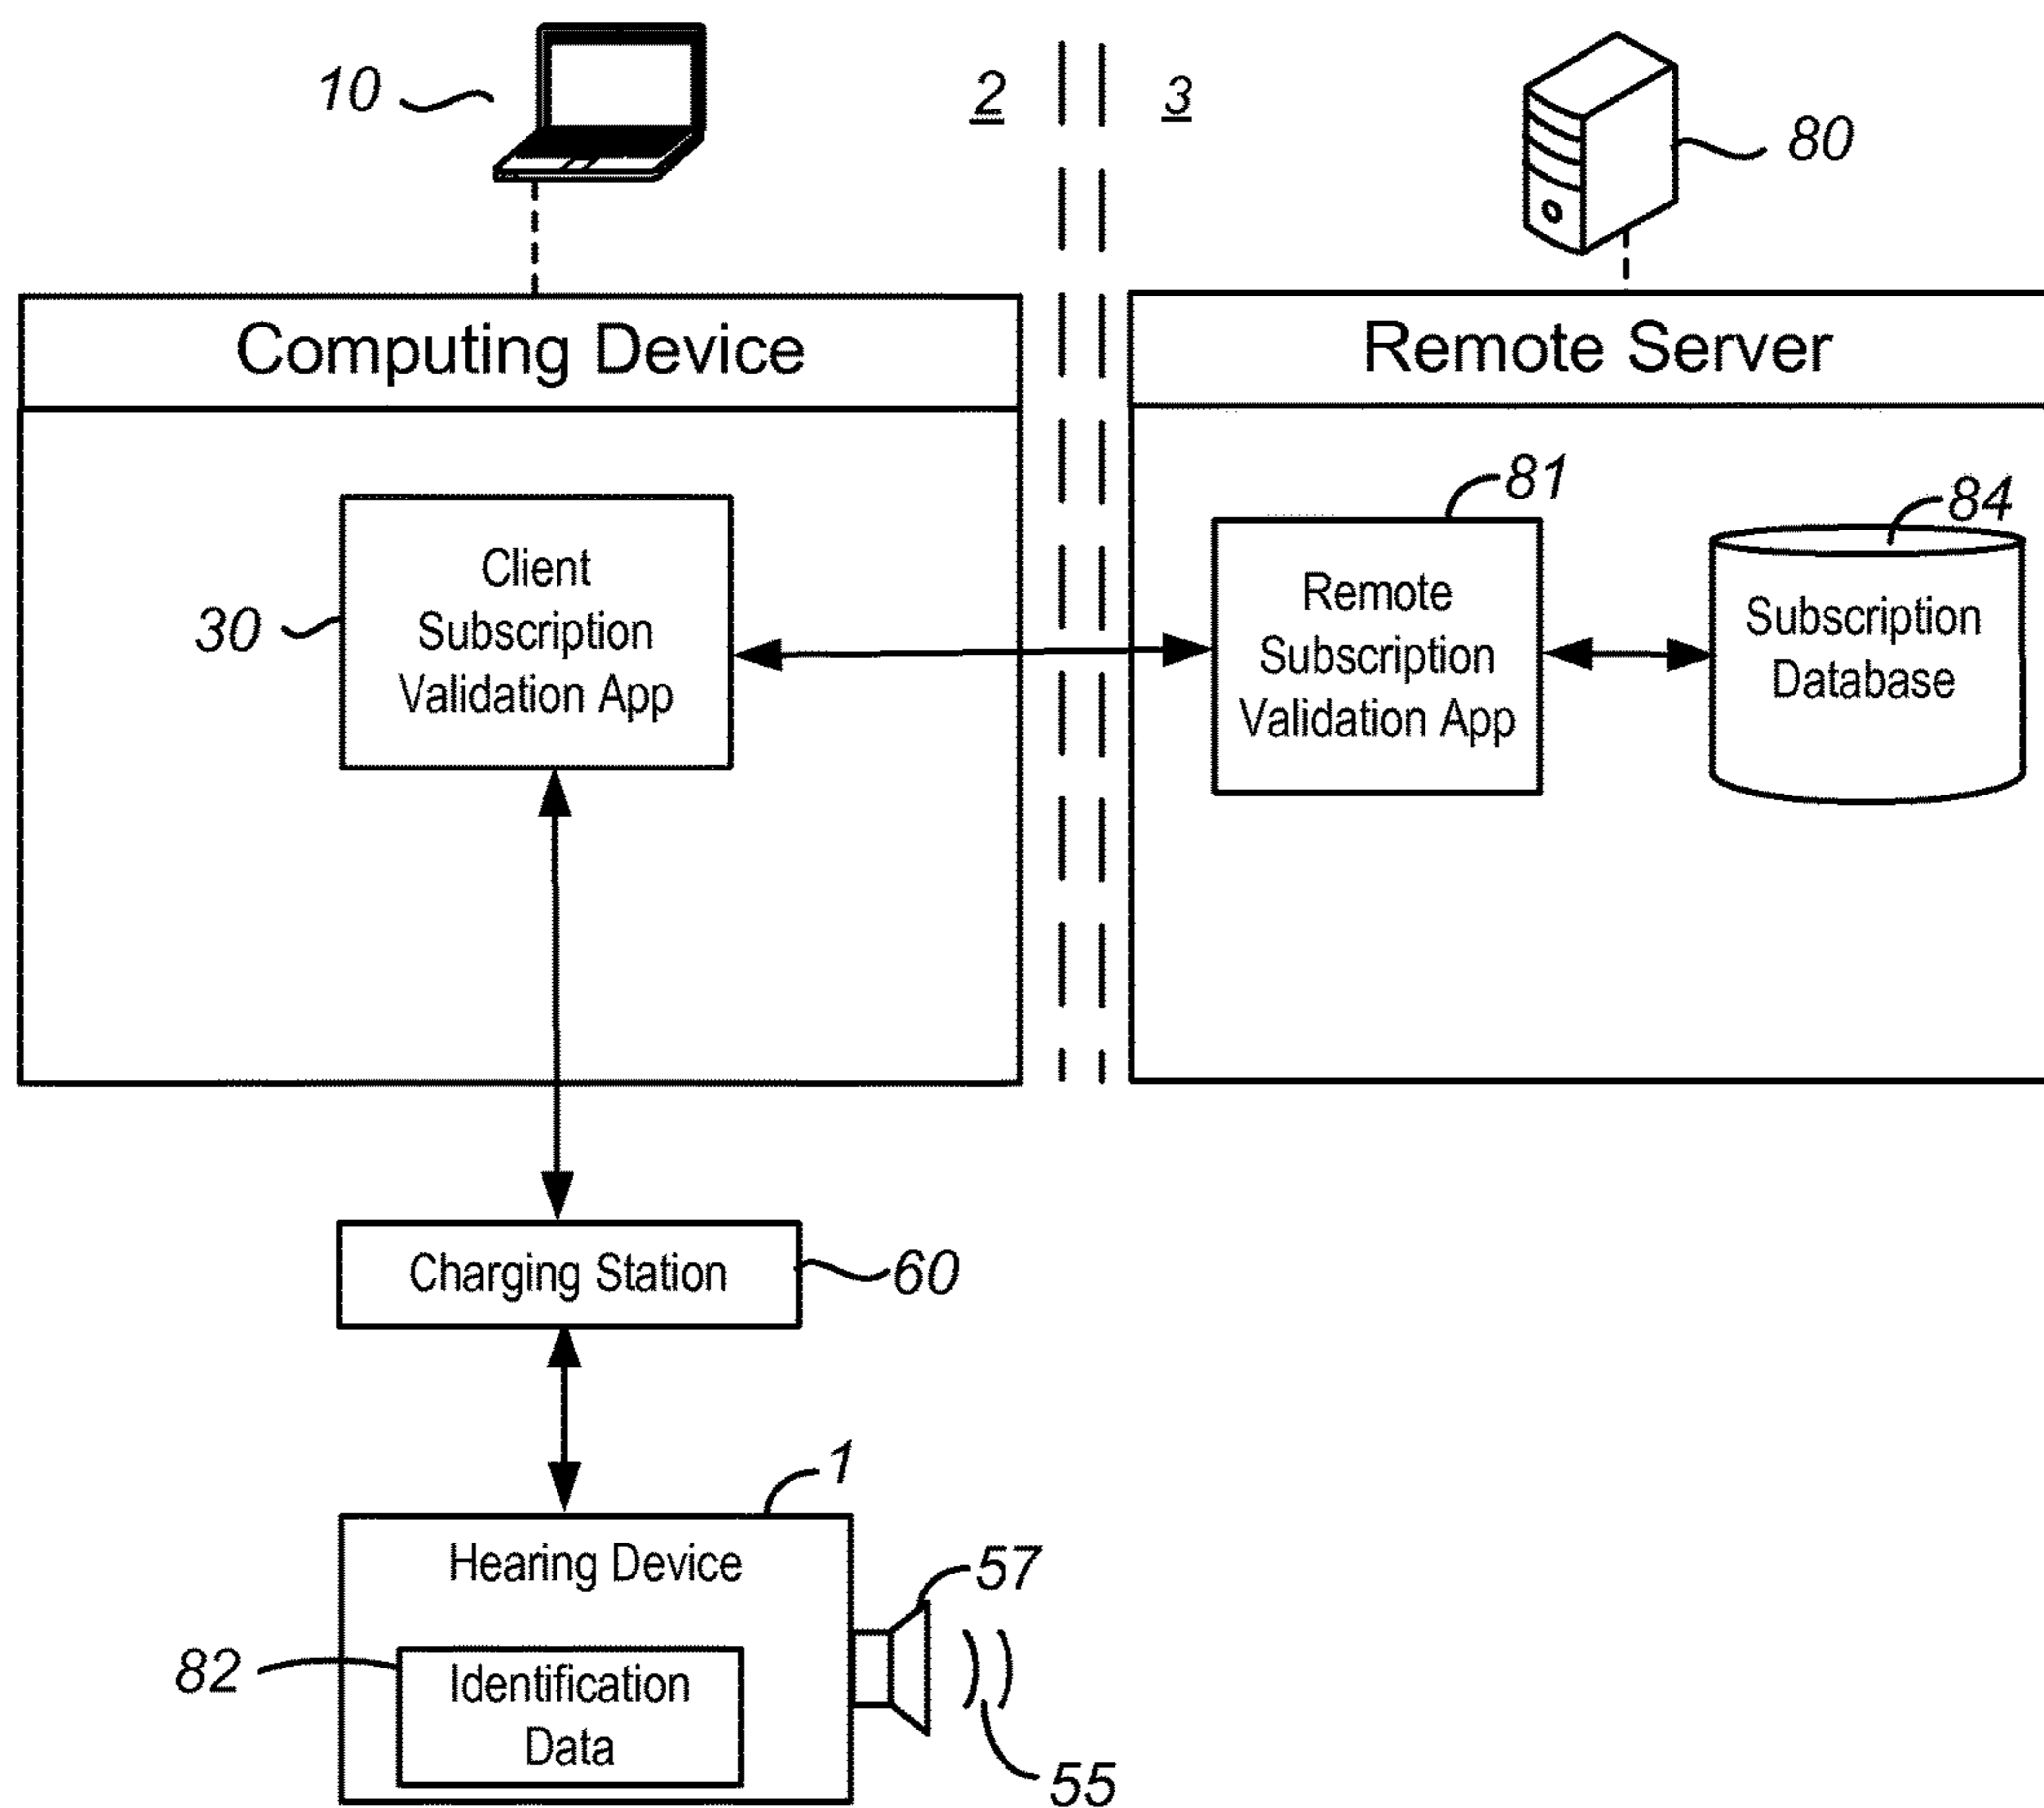 10
2
3
80
Computing Device
Remote Server
81
84
30
Client
Subscription
Validation App
Remote
Subscription
Validation App
Subscription
Database
Charging Station
60
1
Hearing Device
57
82
Identification
Data
55